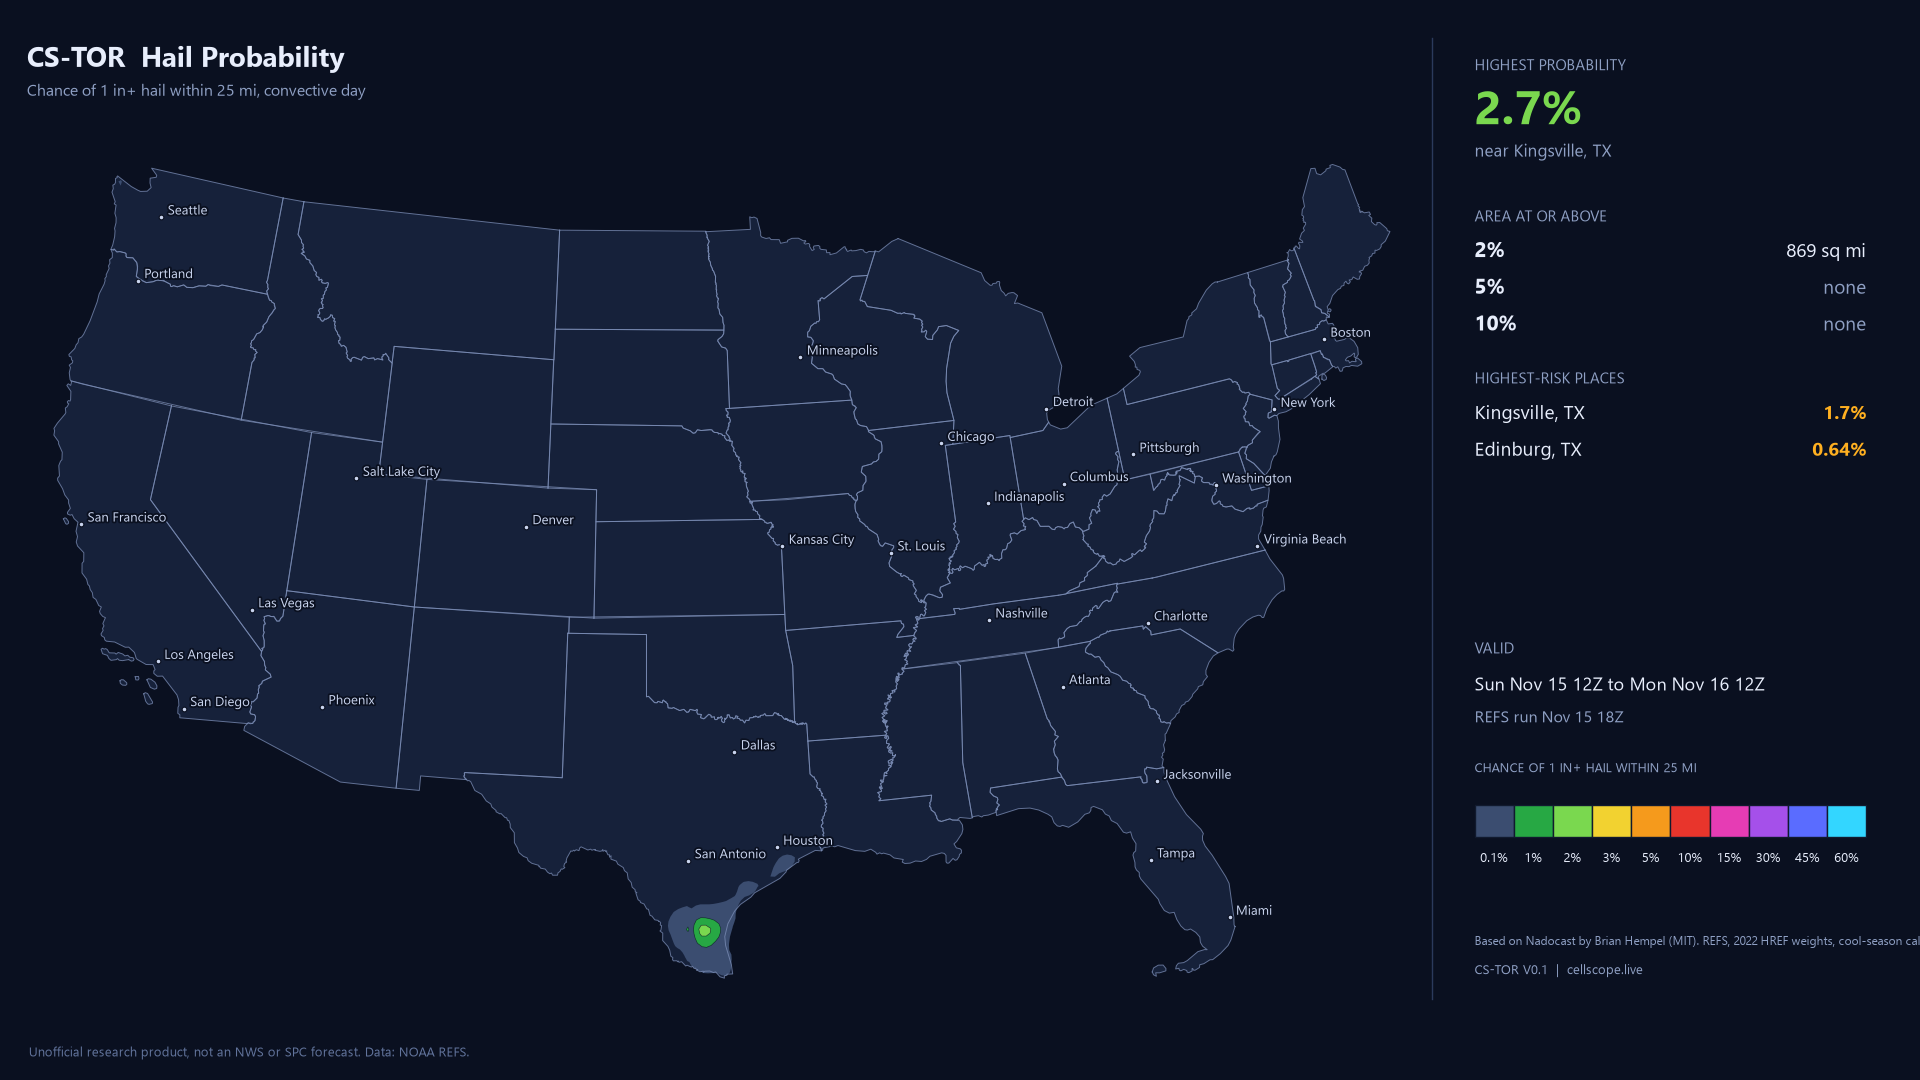 CS-TOR  Hail Probability
Chance of 1 in+ hail within 25 mi, convective day
Seattle
Portland
Minneapolis
Boston
Detroit
New York
Chicago
Pittsburgh
Salt Lake City
Columbus
Washington
Indianapolis
San Francisco
Denver
Kansas City
St. Louis
Virginia Beach
Las Vegas
Nashville
Charlotte
Los Angeles
Atlanta
San Diego
Phoenix
Dallas
Jacksonville
Houston
San Antonio
Tampa
Miami
HIGHEST PROBABILITY
2.7%
near Kingsville, TX
AREA AT OR ABOVE
2% 869 sq mi
5% none
10% none
HIGHEST-RISK PLACES
Kingsville, TX 1.7%
Edinburg, TX 0.64%
VALID
Sun Nov 15 12Z to Mon Nov 16 12Z
REFS run Nov 15 18Z
CHANCE OF 1 IN+ HAIL WITHIN 25 MI
0.1% 1% 2% 3% 5% 10% 15% 30% 45% 60%
Based on Nadocast by Brian Hempel (MIT). REFS, 2022 HREF weights, cool-season cal
CS-TOR V0.1 | cellscope.live
Unofficial research product, not an NWS or SPC forecast. Data: NOAA REFS.